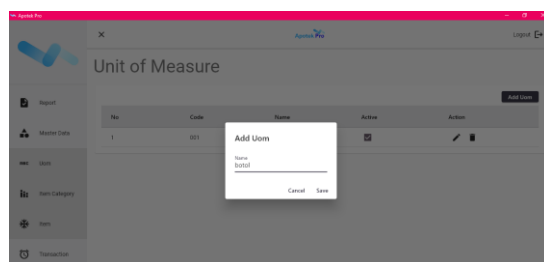 Apotek Pro
Apotek Pro
Logout
Unit of Measure
Add Uom
No Code Name Active Action
1 001
Add Uom
Name
botol
Cancel Save
Report
Master Data
Uom
Item Category
Item
Transaction